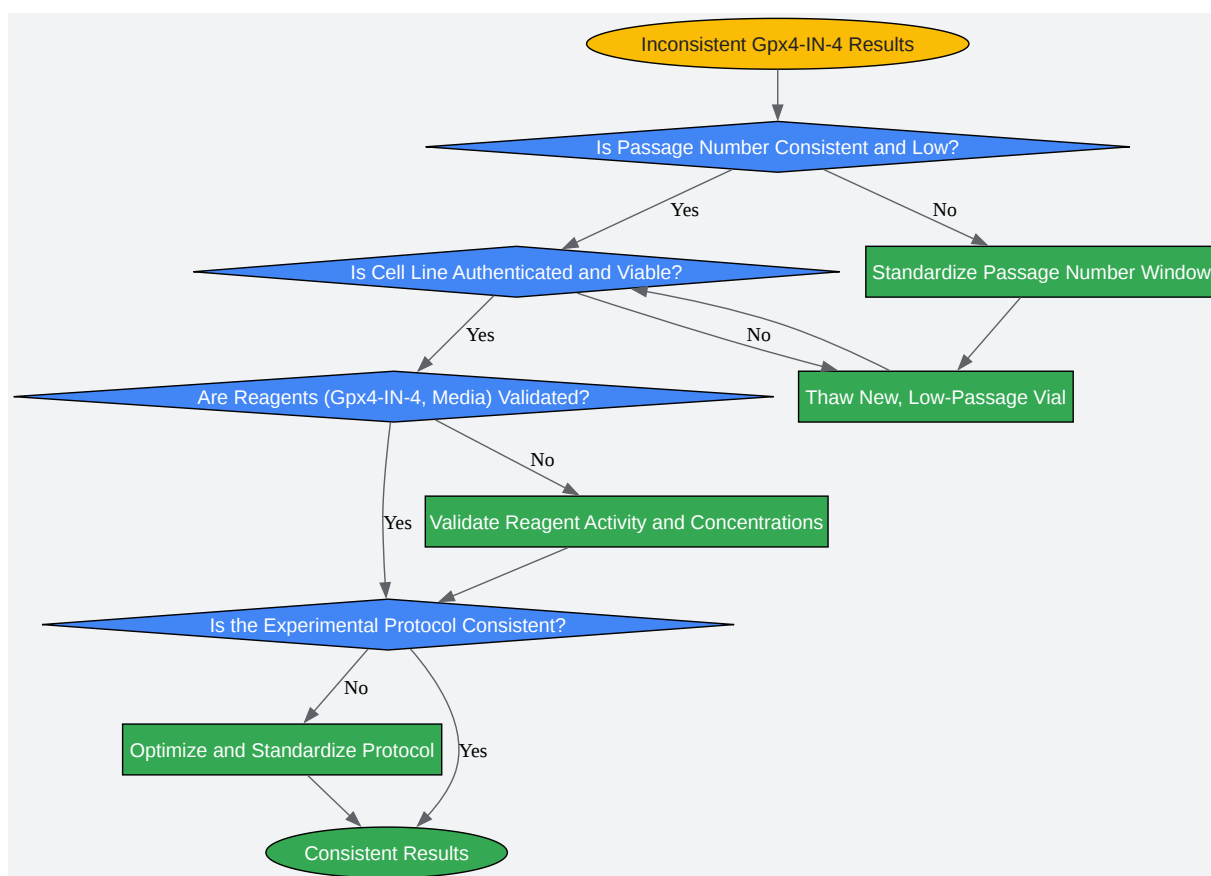 Inconsistent Gpx4-IN-4 Results
Is Passage Number Consistent and Low?
Yes
No
Is Cell Line Authenticated and Viable?
Standardize Passage Number Window
Yes
No
Are Reagents (Gpx4-IN-4, Media) Validated?
Thaw New, Low-Passage Vial
No
Yes
Validate Reagent Activity and Concentrations
Is the Experimental Protocol Consistent?
No
Optimize and Standardize Protocol
Yes
Consistent Results